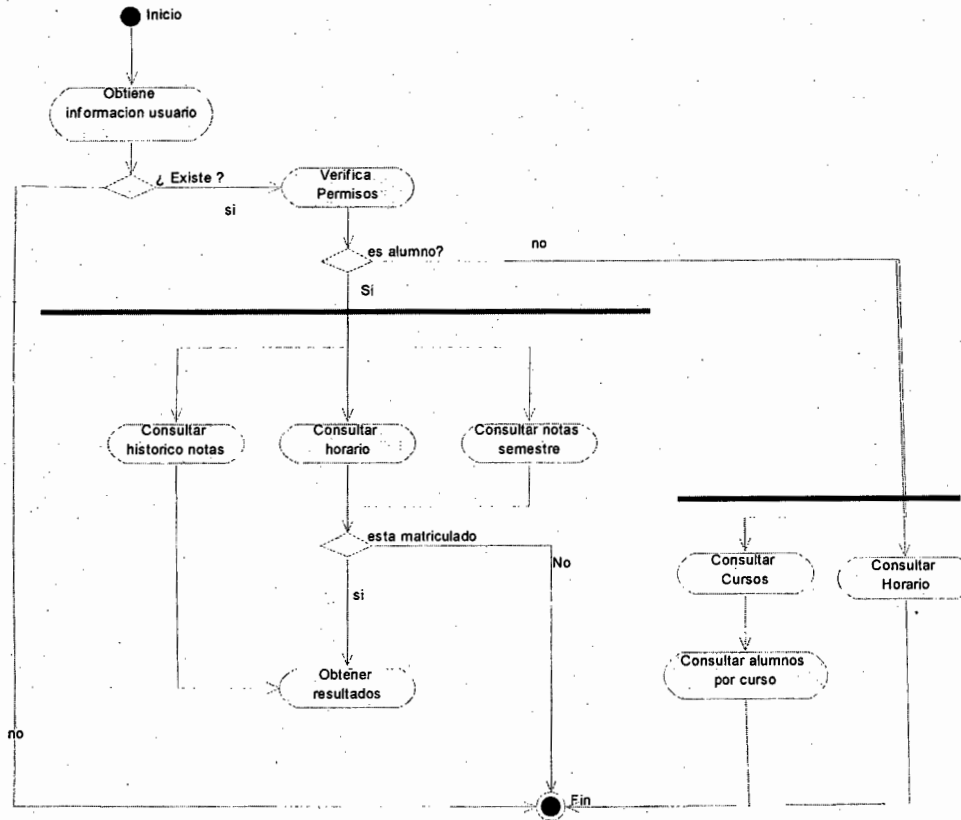 Inicio
Obtiene
informacion usuario
¿ Existe ?
si
Verifica
Permisos
es alumno?
no
Si
Consultar
historico notas
Consultar
horario
Consultar notas
semestre
esta matriculado
No
si
Consultar
Cursos
Consultar
Horario
Obtener
resultados
Consultar alumnos
por curso
no
Fin